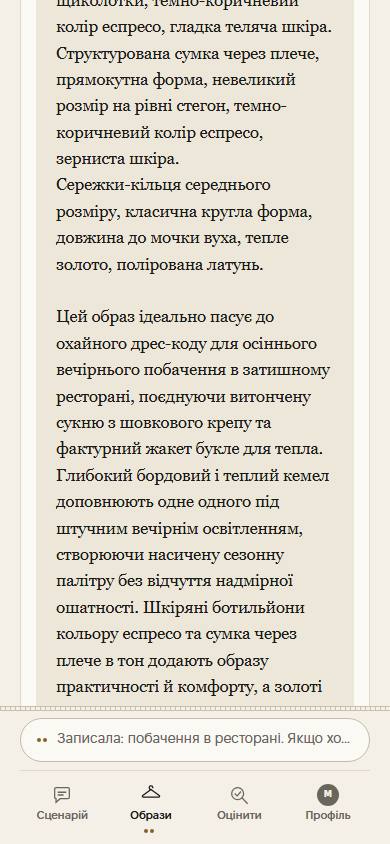 щиколотки, темно-коричневий
колір еспресо, гладка теляча шкіра.
Структурована сумка через плече,
прямокутна форма, невеликий
розмір на рівні стегон, темно-
коричневий колір еспресо,
зерниста шкіра.
Сережки-кільця середнього
розміру, класична кругла форма,
довжина до мочки вуха, тепле
золото, полірована латунь.
Цей образ ідеально пасує до
охайного дрес-коду для осіннього
вечірнього побачення в затишному
ресторані, поєднуючи витончену
сукню з шовкового крепу та
фактурний жакет букле для тепла.
Глибокий бордовий і теплий кемел
доповнюють одне одного під
штучним вечірнім освітленням,
створюючи насичену сезонну
палітру без відчуття надмірної
ошатності. Шкіряні ботильйони
кольору еспресо та сумка через
плече в тон додають образу
практичності й комфорту, а золоті
Записала: побачення в ресторані. Якщо хо...
Сценарій
Образи
Оцінити
М
Профіль